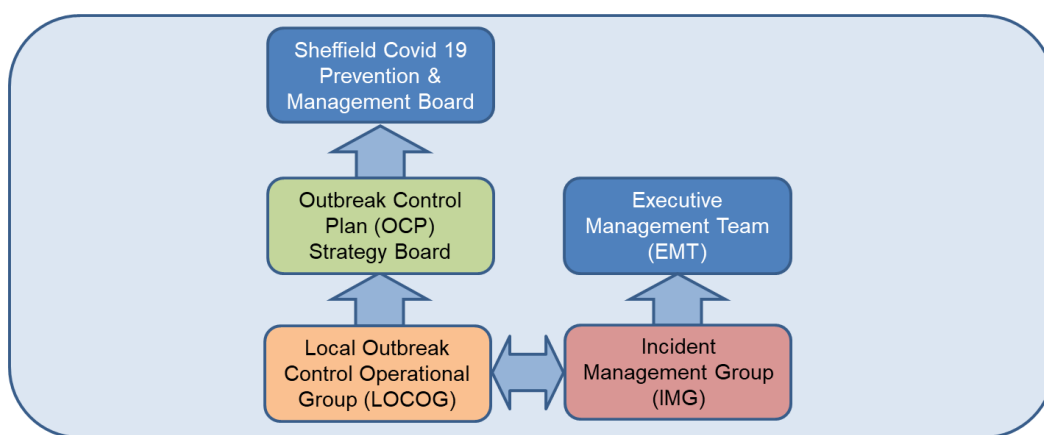 Sheffield Covid 19
Prevention &
Management Board
Outbreak Control
Plan (OCP)
Strategy Board
Executive
Management Team
(EMT)
Local Outbreak
Control Operational
Group (LOCOG)
Incident
Management Group
(IMG)